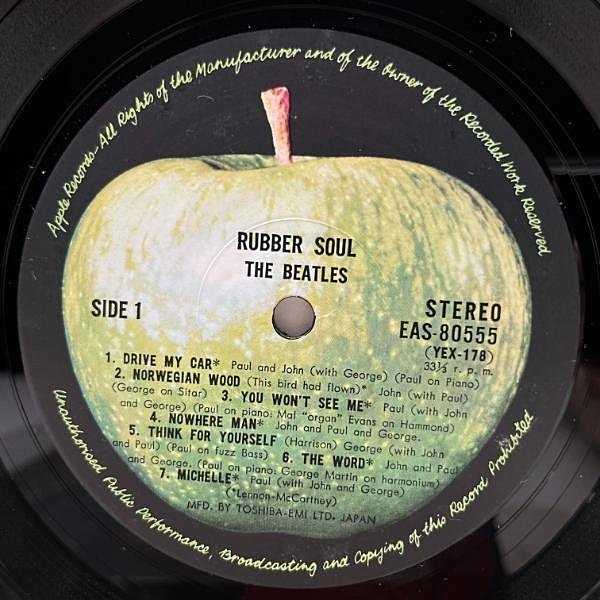 Apple Records-All Rights of the Manufacturer and of the Owner of the Recorded Work Reserved
RUBBER SOUL
THE BEATLES
SIDE 1
STEREO
EAS-80555
(YEX-178)
33⅓ r. p. m.
1. DRIVE MY CAR* Paul and John (with George) (Paul on Piano)
2. NORWEGIAN WOOD (This bird had flown)* John (with Paul)
(George on Sitar) 3. YOU WON'T SEE ME* Paul (with John
and George) (Paul on piano; Mal "organ" Evans on Hammond)
4. NOWHERE MAN* John and Paul and George.
5. THINK FOR YOURSELF (Harrison) George (with John
and Paul) (Paul on fuzz Bass) 6. THE WORD* John and Paul
and George. (Paul on piano; George Martin on harmonium)
7. MICHELLE* Paul (with John and George)
(*Lennon-McCartney)
MFD. BY TOSHIBA-EMI LTD. JAPAN
Unauthorised Public Performance, Broadcasting and Copying of this Record Prohibited